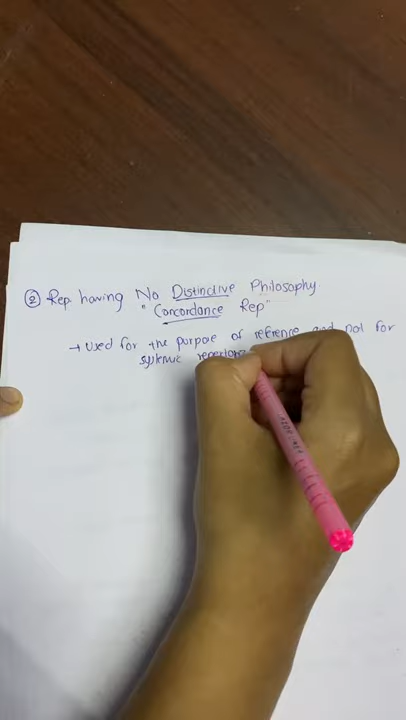 ② Rep having No Distinctive Philosophy
"Concordance Rep"
→ Used for the purpose of reference and not for
systemic